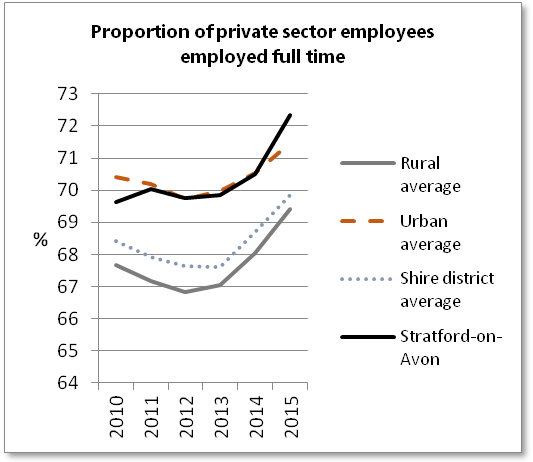 Proportion of private sector employees
employed full time
73
72
71
70
69
68
67
66
65
64
%
2010
2011
2012
2013
2014
2015
Rural
average
Urban
average
Shire district
average
Stratford-on-
Avon